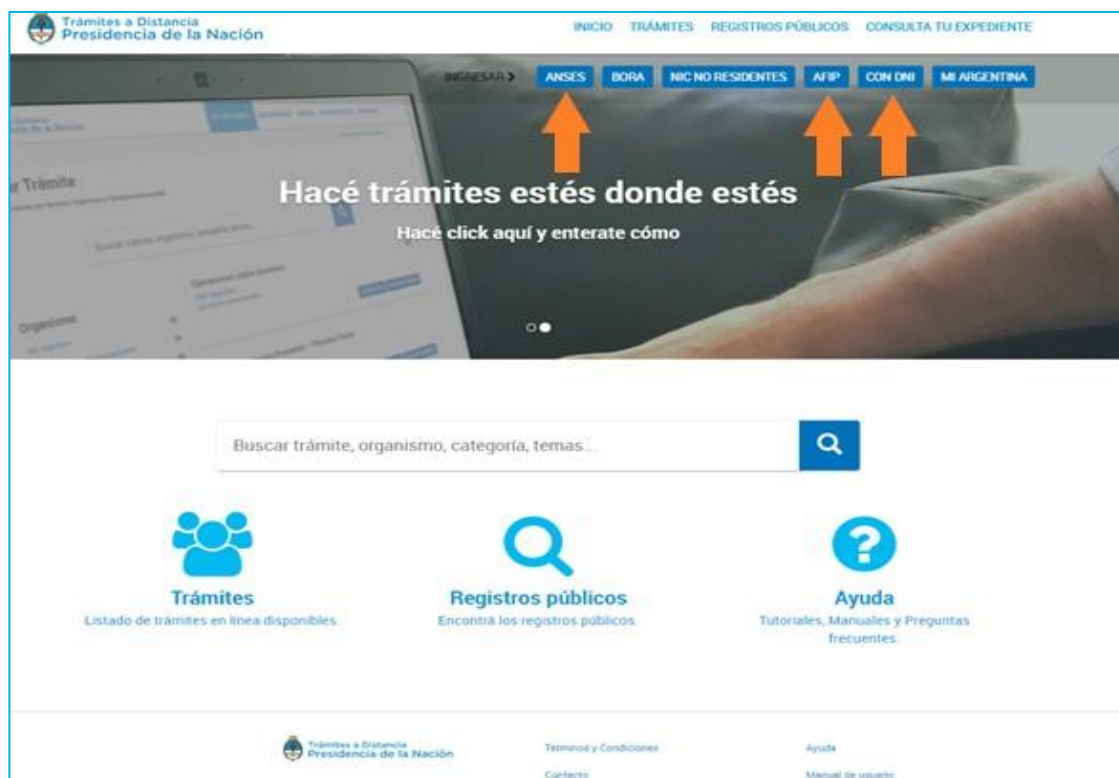 Trámites a Distancia
Presidencia de la Nación
INICIO TRÁMITES REGISTROS PÚBLICOS CONSULTA TU EXPEDIENTE
INGRESAR ANSES BORA NIC NO RESIDENTES AFIP CON DNI MI ARGENTINA
Trámite
Organismo
Hacé trámites estés donde estés
Hacé click aquí y enterate cómo
Buscar trámite, organismo, categoría, temas...
Trámites
Listado de trámites en línea disponibles.
Registros públicos
Encontrá los registros públicos.
Ayuda
Tutoriales, Manuales y Preguntas
frecuentes.
Trámites a Distancia
Presidencia de la Nación
Términos y Condiciones
Ayuda
Contacto
Manual de usuario